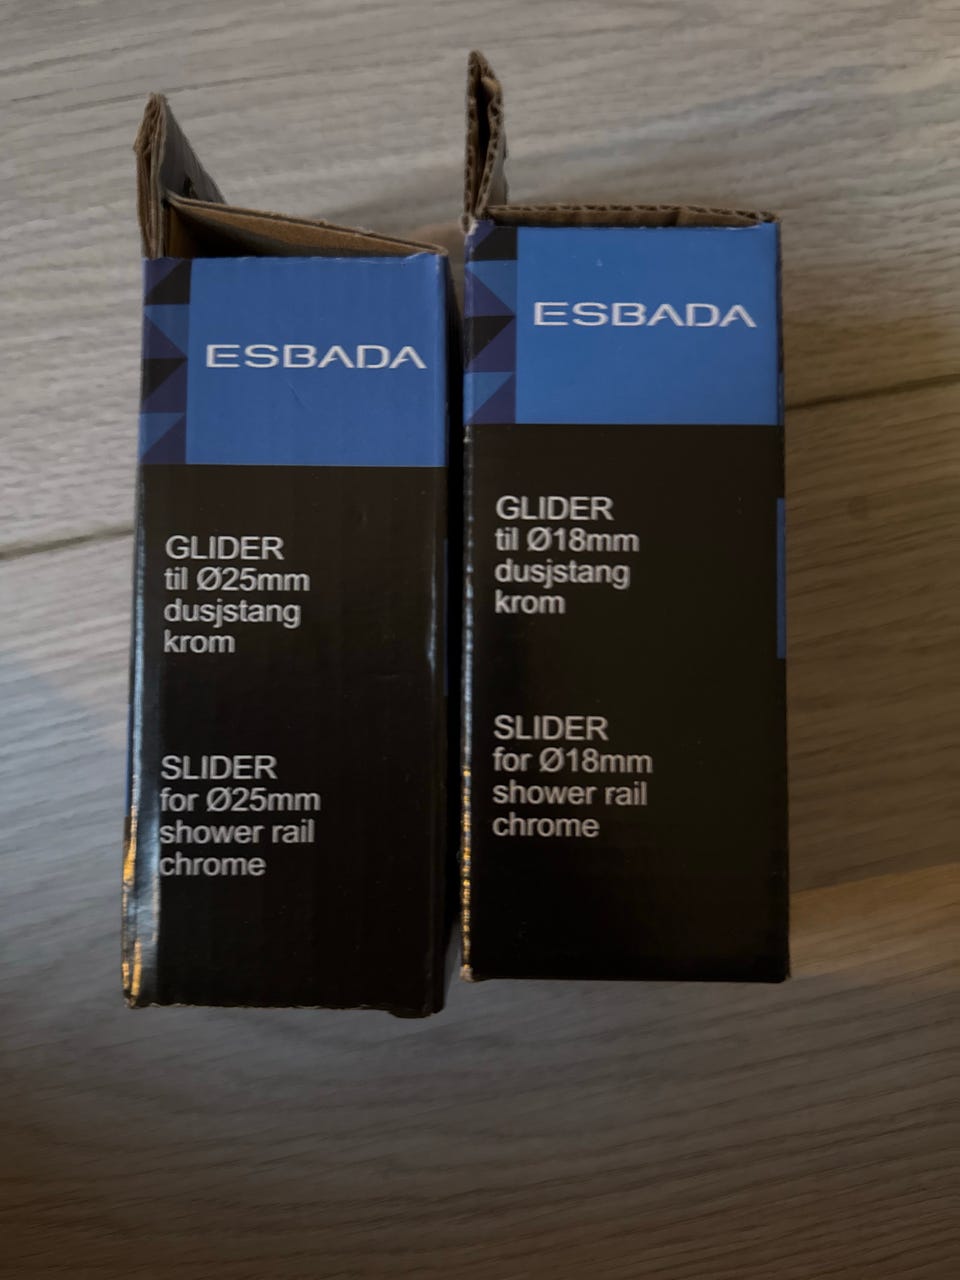 ESBADA
GLIDER
til Ø25mm
dusjstang
krom
SLIDER
for Ø25mm
shower rail
chrome
ESBADA
GLIDER
til Ø18mm
dusjstang
krom
SLIDER
for Ø18mm
shower rail
chrome